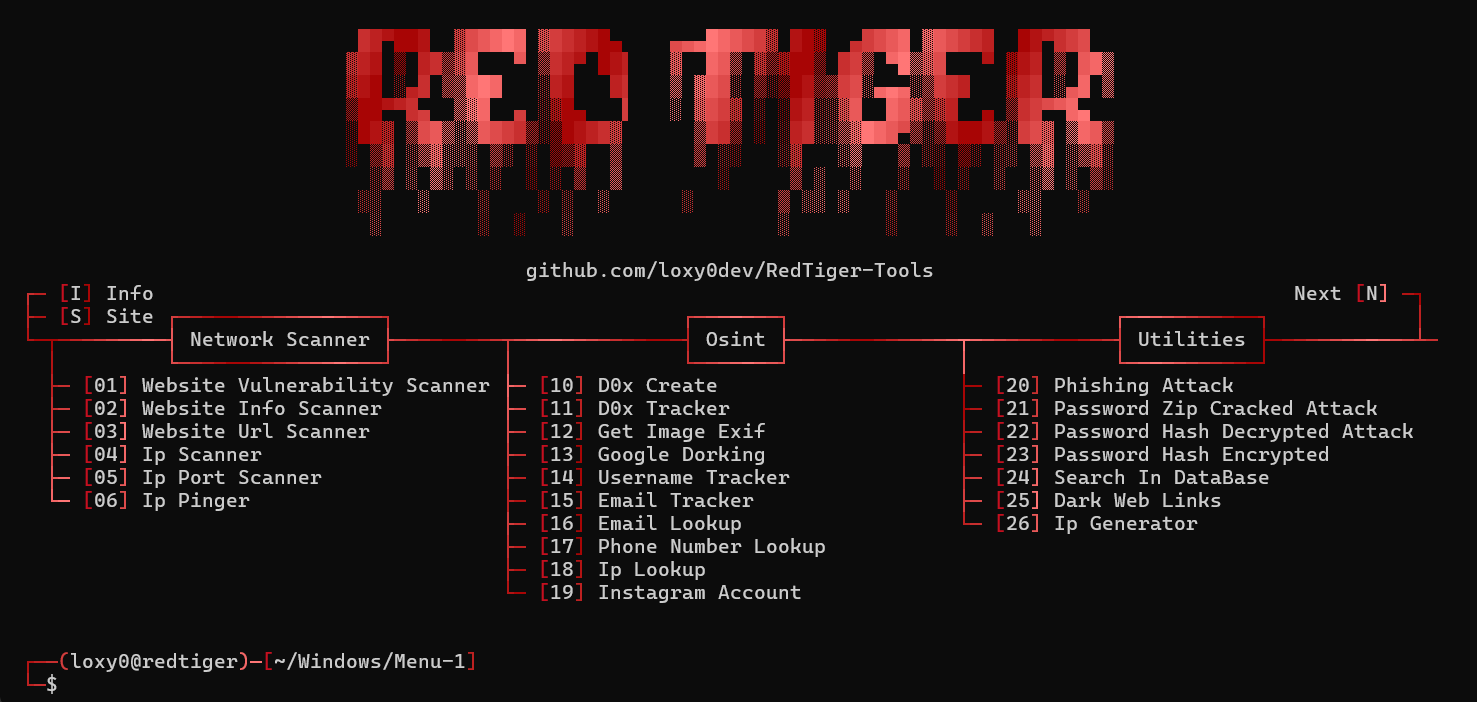 RED TIGER
github.com/loxy0dev/RedTiger-Tools
[I] Info
Next [N]
[S] Site
Network Scanner
Osint
Utilities
[01] Website Vulnerability Scanner
[02] Website Info Scanner
[03] Website Url Scanner
[04] Ip Scanner
[05] Ip Port Scanner
[06] Ip Pinger
[10] D0x Create
[11] D0x Tracker
[12] Get Image Exif
[13] Google Dorking
[14] Username Tracker
[15] Email Tracker
[16] Email Lookup
[17] Phone Number Lookup
[18] Ip Lookup
[19] Instagram Account
[20] Phishing Attack
[21] Password Zip Cracked Attack
[22] Password Hash Decrypted Attack
[23] Password Hash Encrypted
[24] Search In DataBase
[25] Dark Web Links
[26] Ip Generator
(loxy0@redtiger)─[~/Windows/Menu-1]
$